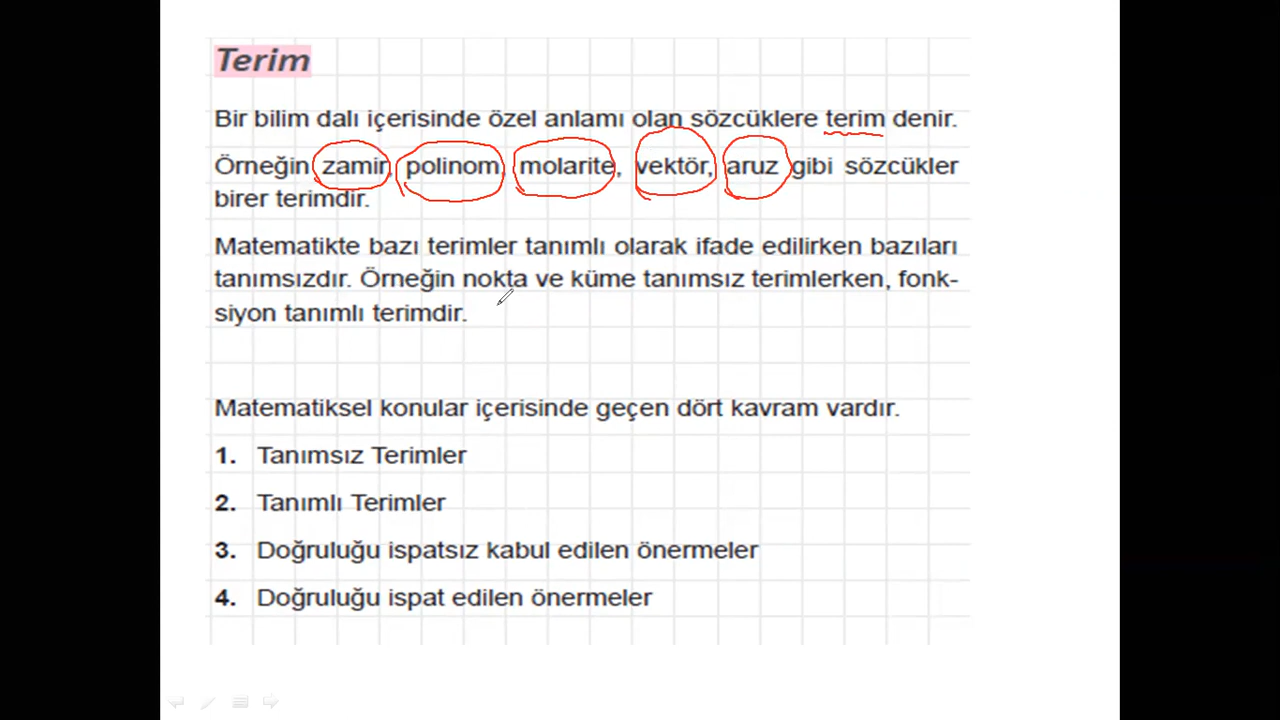 Terim
Bir bilim dalı içerisinde özel anlamı olan sözcüklere terim denir.
Örneğin zamir, polinom, molarite, vektör, aruz gibi sözcükler
birer terimdir.
Matematikte bazı terimler tanımlı olarak ifade edilirken bazıları
tanımsızdır. Örneğin nokta ve küme tanımsız terimlerken, fonk-
siyon tanımlı terimdir.
Matematiksel konular içerisinde geçen dört kavram vardır.
1. Tanımsız Terimler
2. Tanımlı Terimler
3. Doğruluğu ispatsız kabul edilen önermeler
4. Doğruluğu ispat edilen önermeler